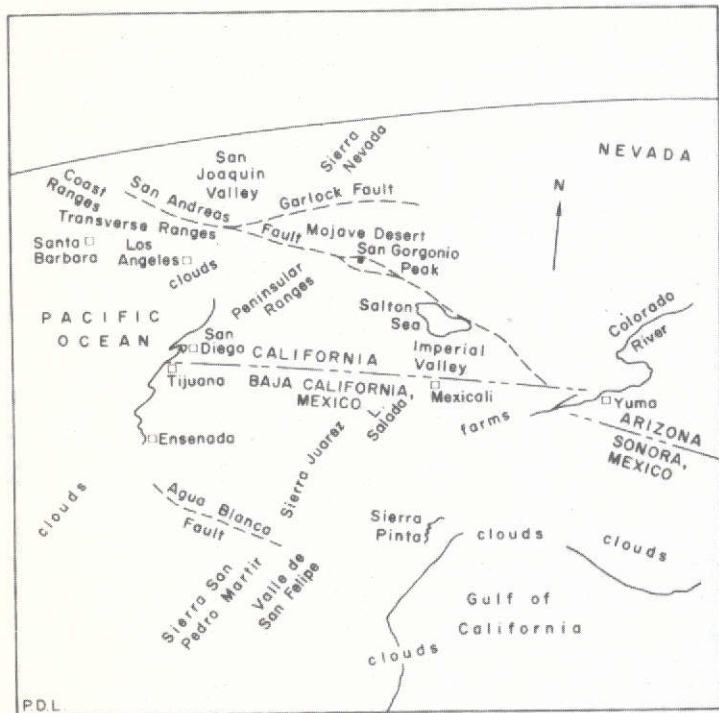 NEVADA
Sierra
Nevada
San
Joaquin
Valley
Coast
Ranges
San Andreas
Garlock Fault
Transverse Ranges
Fault
Mojave Desert
N
Santa
Barbara
Los
Angeles
clouds
San Gorgonio
Peak
Peninsular
Ranges
Salton
Sea
Colorado
River
PACIFIC
OCEAN
San
Diego
CALIFORNIA
Imperial
Valley
Tijuana
BAJA CALIFORNIA,
MEXICO
L.
Salada
Mexicali
Yuma
farms
ARIZONA
SONORA,
MEXICO
Ensenada
Sierra Juarez
clouds
Agua Blanca
Fault
Sierra
Pinta
clouds
clouds
Sierra San
Pedro Martir
Valle de
San Felipe
Gulf of
California
clouds
P.D.L.